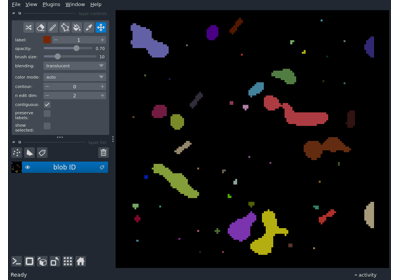 File View Plugins Window Help
label: 1
opacity: 0.70
brush size: 10
blending: translucent
color mode: auto
contour: 0
n edit dim: 2
contiguous: ✓
preserve
labels:
show
selected:
blob ID
Ready
activity